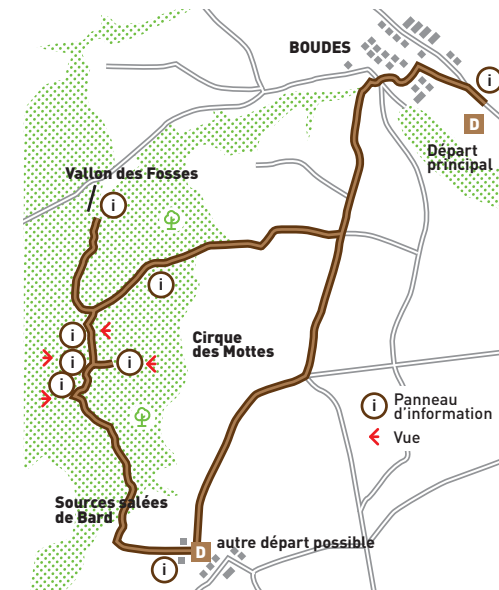 BOUDES
i
D
Départ
principal
Vallon des Fosses
i
i
Cirque
des Mottes
i
i
i
i
i Panneau
d'information
Vue
Sources salées
de Bard
D autre départ possible
i